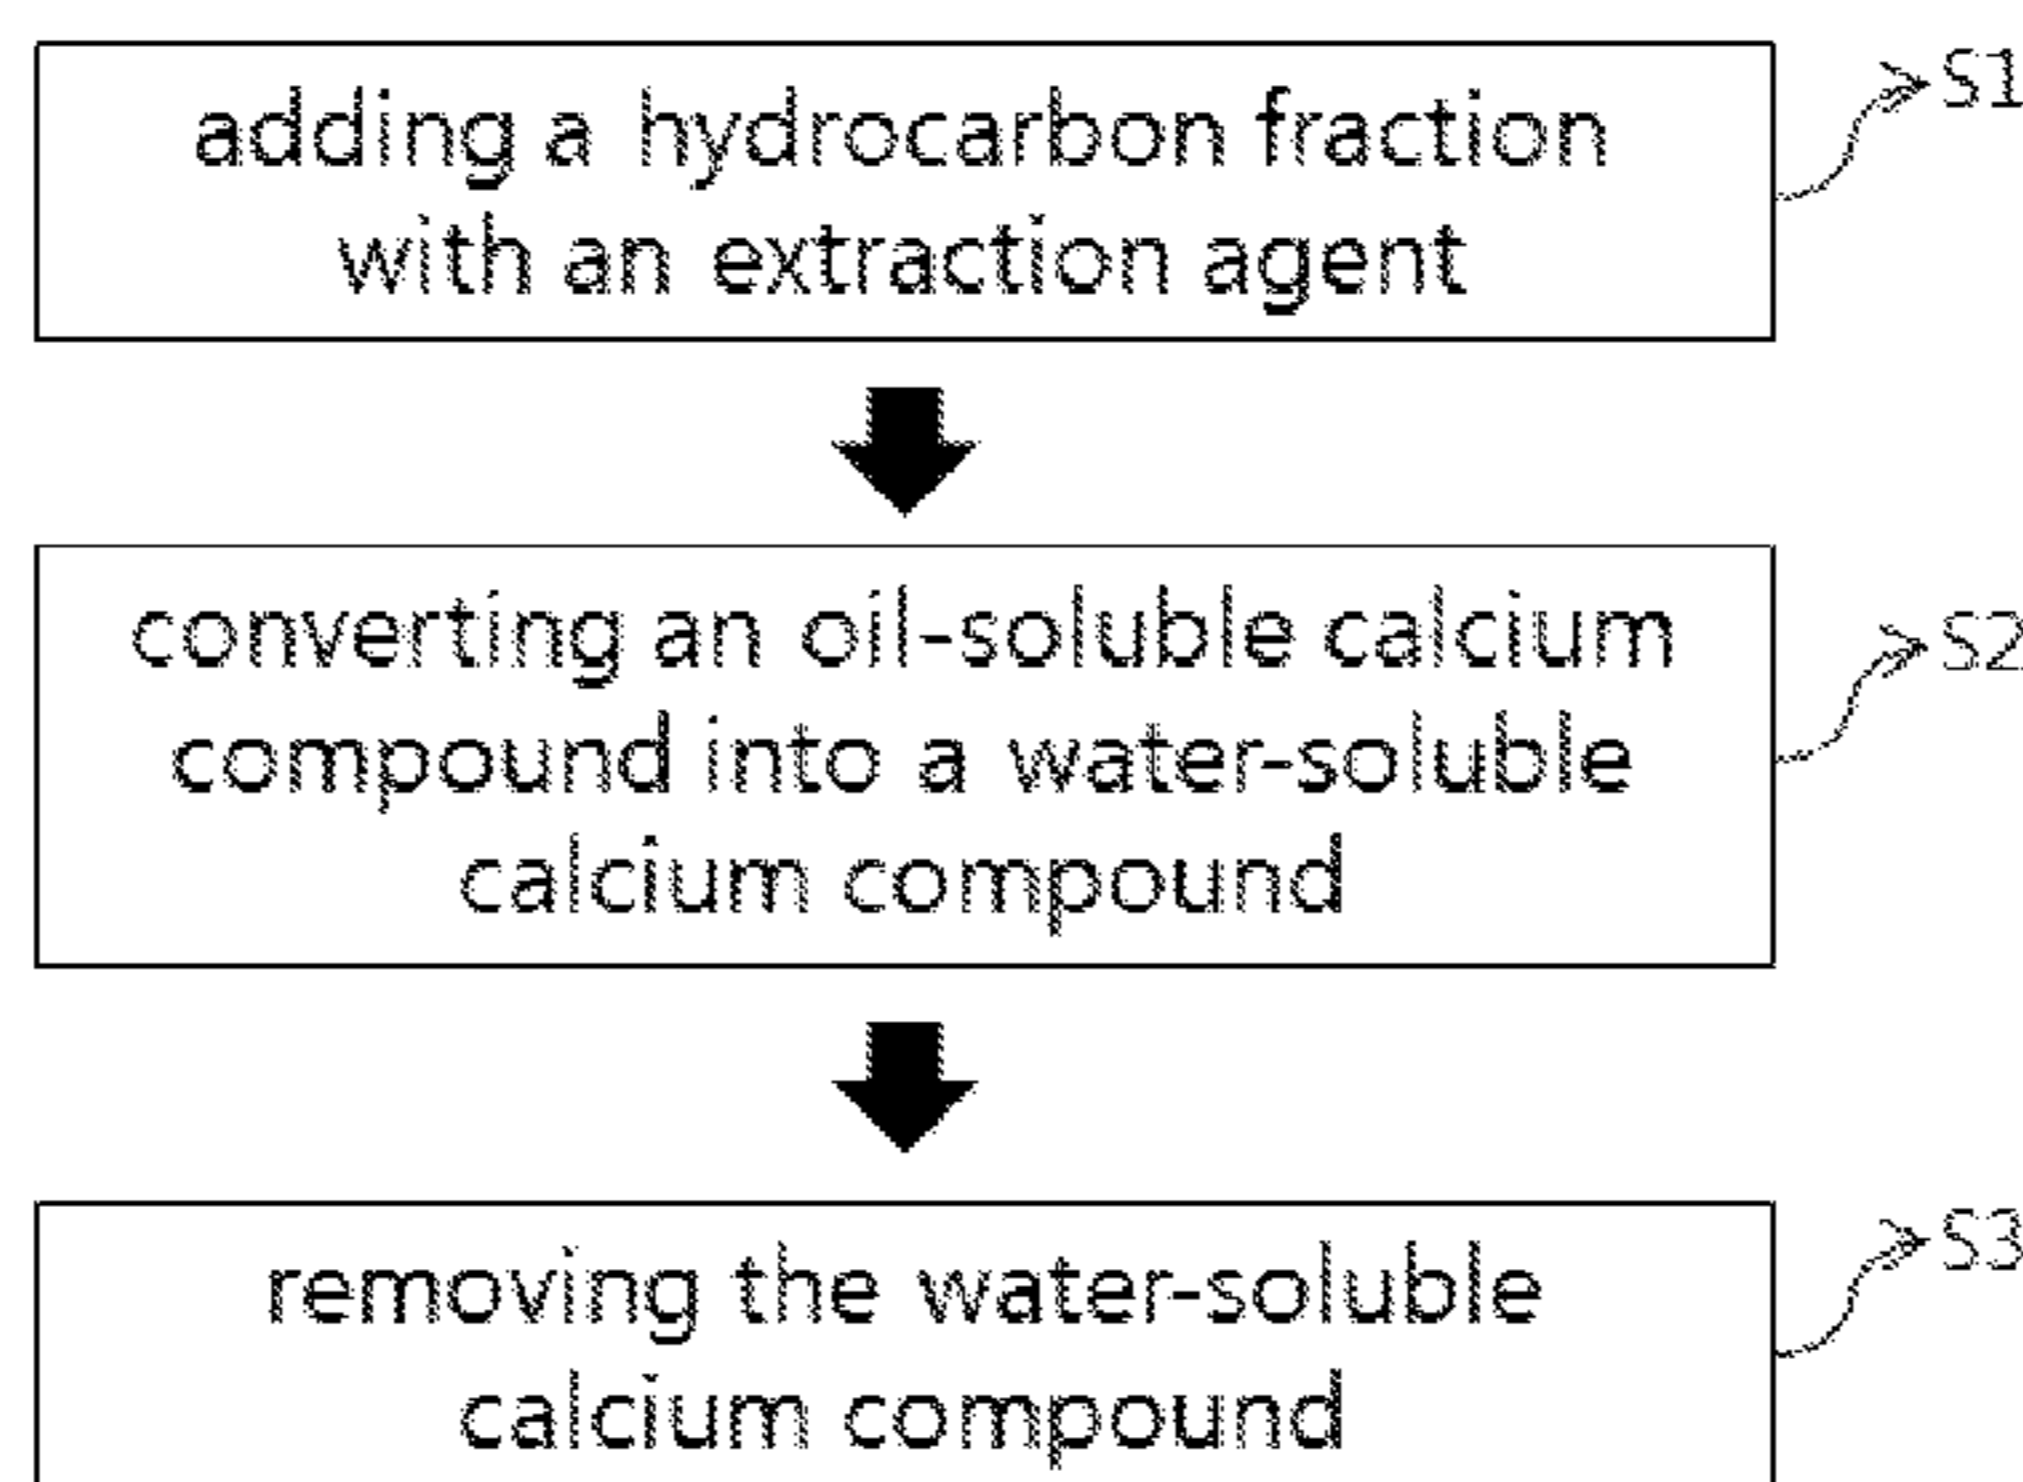 adding a hydrocarbon fraction
with an extraction agent
S1
converting an oil-soluble calcium
compound into a water-soluble
calcium compound
S2
removing the water-soluble
calcium compound
S3